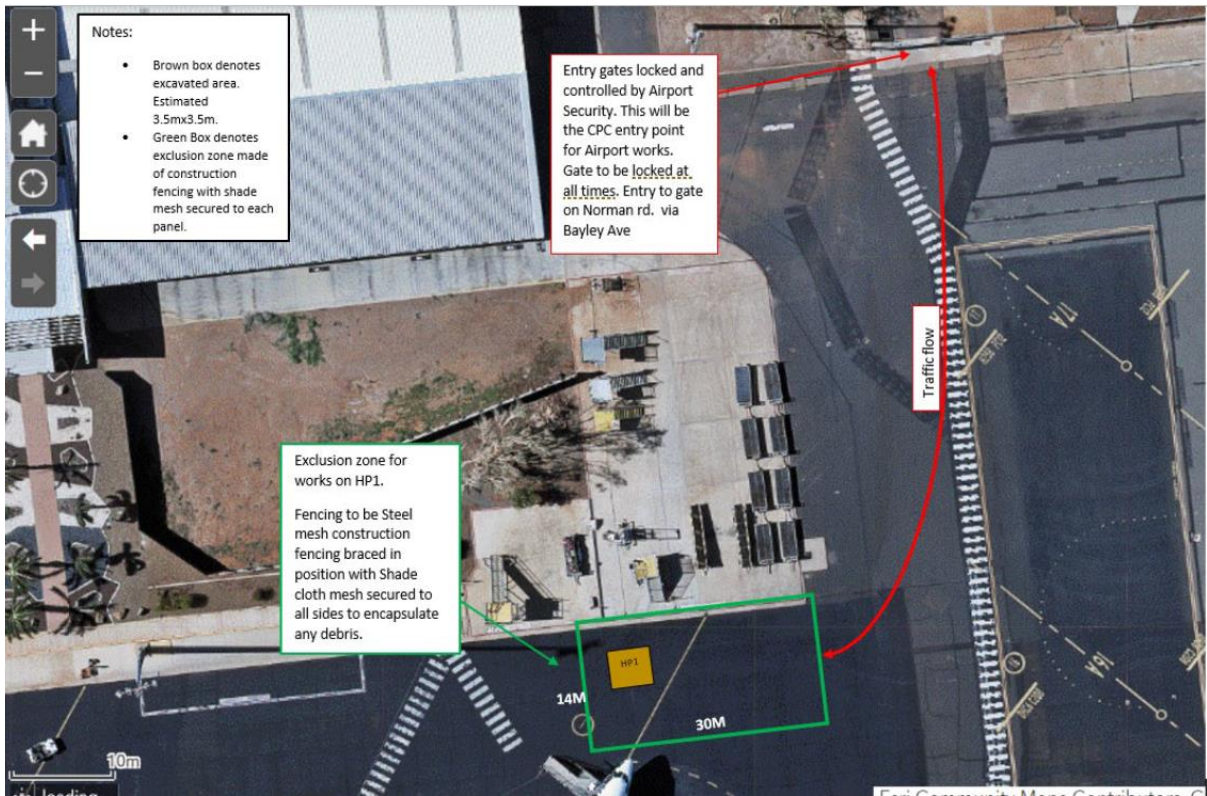 Notes:
Brown box denotes
excavated area.
Estimated
3.5mx3.5m.
Green Box denotes
exclusion zone made
of construction
fencing with shade
mesh secured to each
panel.
Entry gates locked and
controlled by Airport
Security. This will be
the CPC entry point
for Airport works.
Gate to be locked at
all times. Entry to gate
on Norman rd. via
Bayley Ave
Traffic flow
17A
Exclusion zone for
works on HP1.
Fencing to be Steel
mesh construction
fencing braced in
position with Shade
cloth mesh secured to
all sides to encapsulate
any debris.
HP1
14M
30M
16A
10m
loading
Esri Community Maps Contributors